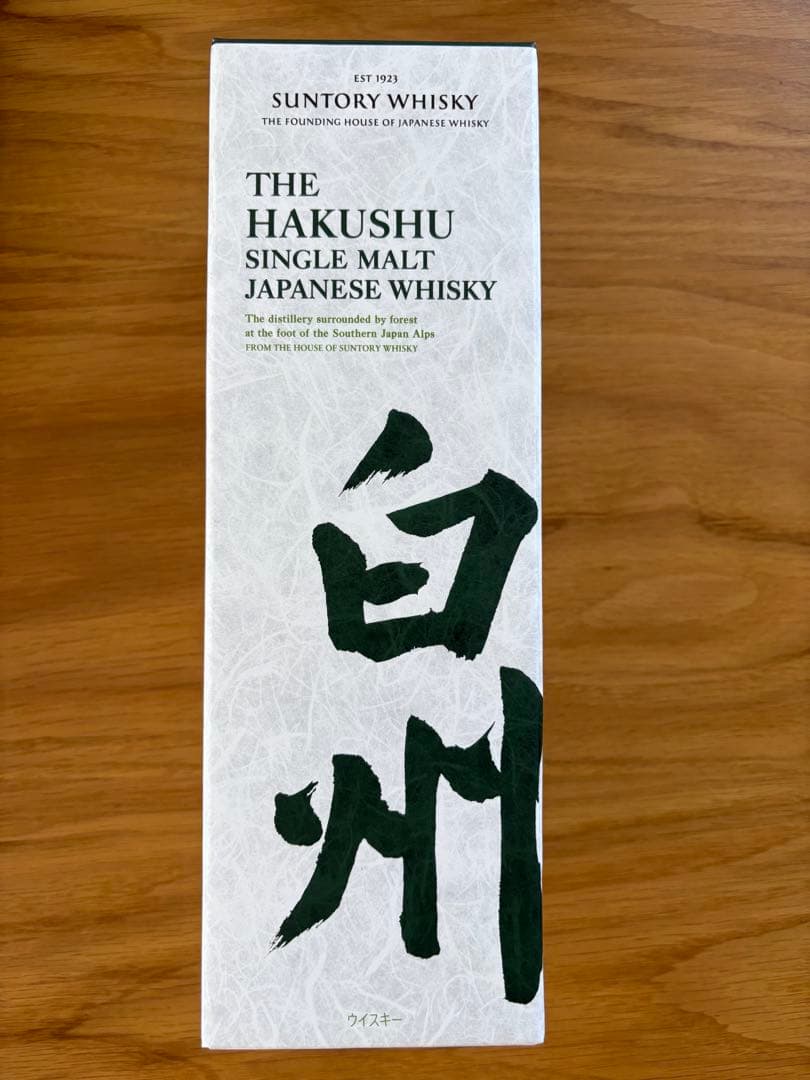 EST 1923
SUNTORY WHISKY
THE FOUNDING HOUSE OF JAPANESE WHISKY
THE
HAKUSHU
SINGLE MALT
JAPANESE WHISKY
The distillery surrounded by forest
at the foot of the Southern Japan Alps
FROM THE HOUSE OF SUNTORY WHISKY
白州
ウイスキー